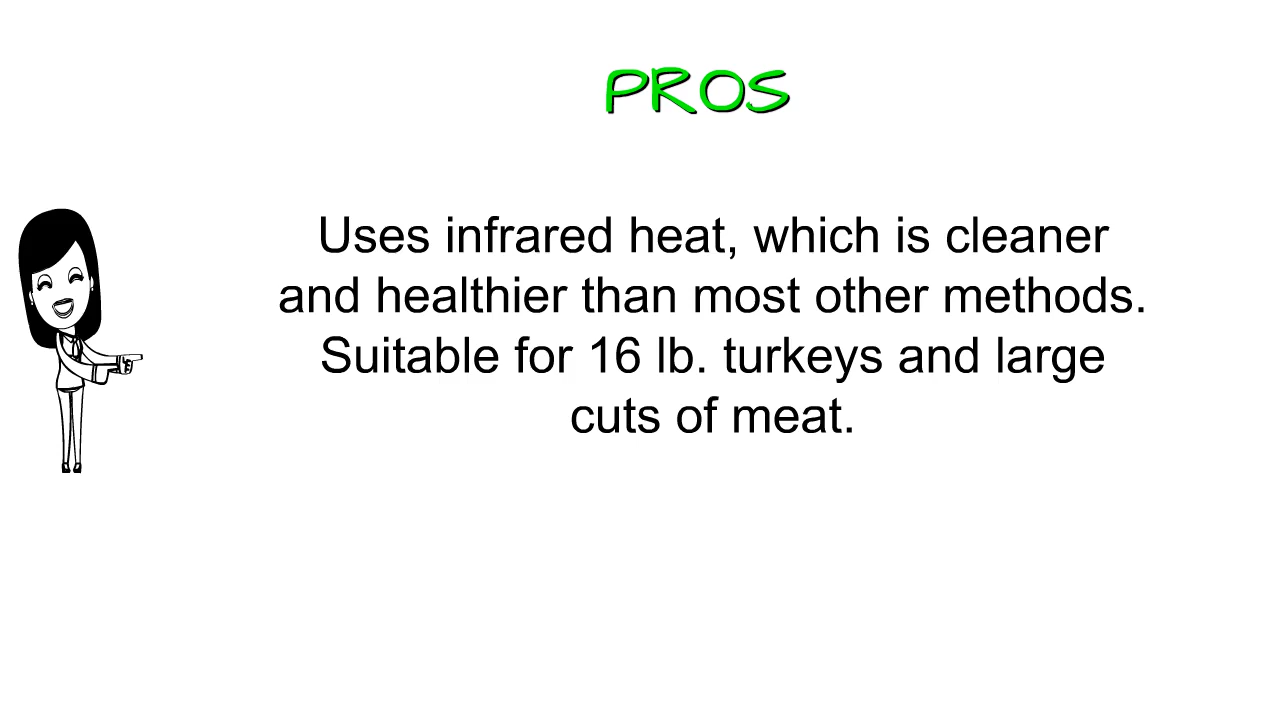 PROS
Uses infrared heat, which is cleaner
and healthier than most other methods.
Suitable for 16 lb. turkeys and large
cuts of meat.